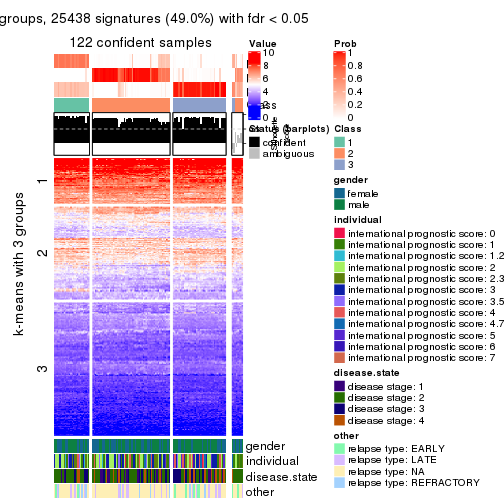 groups, 25438 signatures (49.0%) with fdr < 0.05
122 confident samples
Value
10
8
6
4
2
0
Prob
1
0.8
0.6
0.4
0.2
0
Class
Status (barplots)
confident
ambiguous
Silhouette
score
Class
1
2
3
gender
female
male
individual
international prognostic score: 0
international prognostic score: 1
international prognostic score: 1.2
international prognostic score: 2
international prognostic score: 2.3
international prognostic score: 3
international prognostic score: 3.5
international prognostic score: 4
international prognostic score: 4.7
international prognostic score: 5
international prognostic score: 6
international prognostic score: 7
disease.state
disease stage: 1
disease stage: 2
disease stage: 3
disease stage: 4
other
relapse type: EARLY
relapse type: LATE
relapse type: NA
relapse type: REFRACTORY
k-means with 3 groups
1
2
3
gender
individual
disease.state
other